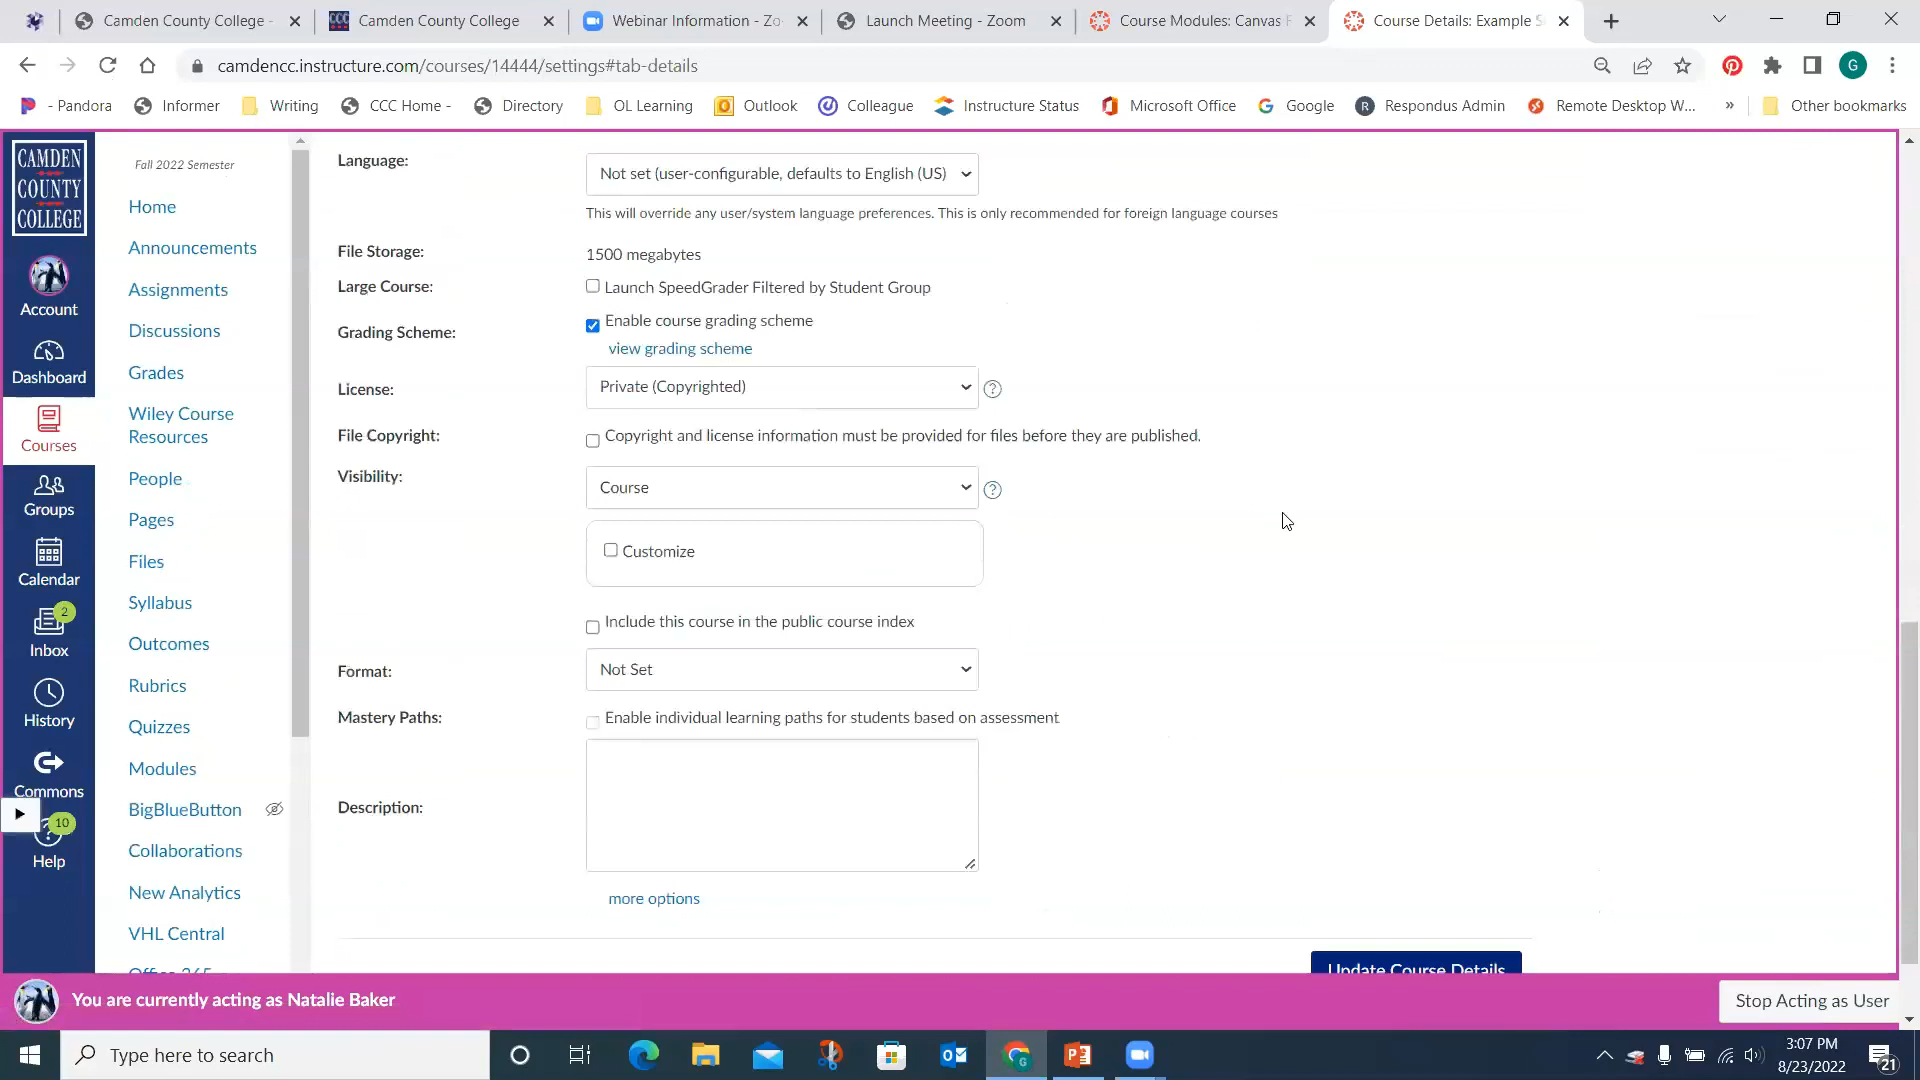 Camden County College -
Camden County College
Webinar Information - Zo
Launch Meeting - Zoom
Course Modules: Canvas F
Course Details: Example S
camdencc.instructure.com/courses/14444/settings#tab-details
G
- Pandora
Informer
Writing
CCC Home -
Directory
OL Learning
Outlook
Colleague
Instructure Status
Microsoft Office
Google
Respondus Admin
Remote Desktop W...
»
Other bookmarks
CAMDEN
COUNTY
COLLEGE
Account
Dashboard
Courses
Groups
Calendar
2
Inbox
History
Commons
10
Help
Fall 2022 Semester
Home
Announcements
Assignments
Discussions
Grades
Wiley Course
Resources
People
Pages
Files
Syllabus
Outcomes
Rubrics
Quizzes
Modules
BigBlueButton
Collaborations
New Analytics
VHL Central
Office 365
Language:
Not set (user-configurable, defaults to English (US)
This will override any user/system language preferences. This is only recommended for foreign language courses
File Storage:
1500 megabytes
Large Course:
Launch SpeedGrader Filtered by Student Group
Grading Scheme:
Enable course grading scheme
view grading scheme
License:
Private (Copyrighted)
File Copyright:
Copyright and license information must be provided for files before they are published.
Visibility:
Course
Customize
Include this course in the public course index
Format:
Not Set
Mastery Paths:
Enable individual learning paths for students based on assessment
Description:
more options
Update Course Details
You are currently acting as Natalie Baker
Stop Acting as User
Type here to search
3:07 PM
8/23/2022
21